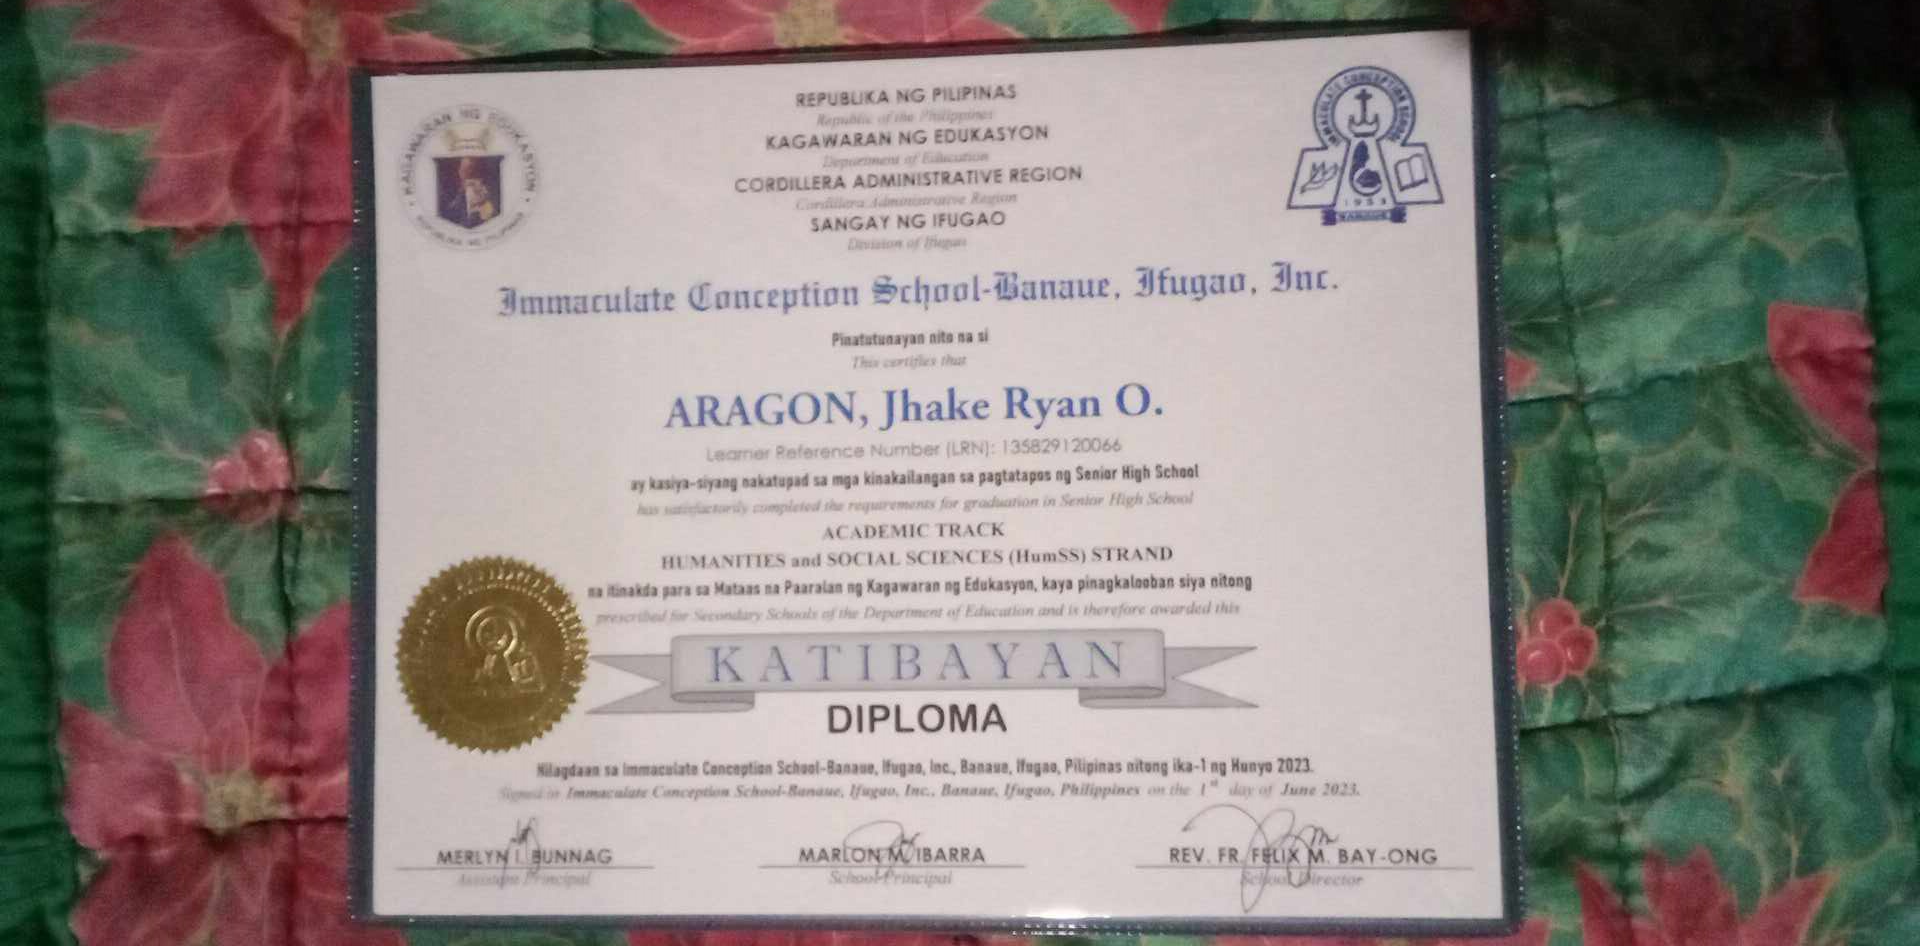 KAGAWARAN NG EDUKASYON
REPUBLIKA NG PILIPINAS
IMMACULATE CONCEPTION SCHOOL
1953
BANAUE
REPUBLIKA NG PILIPINAS
Republic of the Philippines
KAGAWARAN NG EDUKASYON
Department of Education
CORDILLERA ADMINISTRATIVE REGION
Cordillera Administrative Region
SANGAY NG IFUGAO
Division of Ifugao
Immaculate Conception School-Banaue, Ifugao, Inc.
Pinatutunayan nito na si
This certifies that
ARAGON, Jhake Ryan O.
Learner Reference Number (LRN): 135829120066
ay kasiya-siyang nakatupad sa mga kinakailangan sa pagtatapos ng Senior High School
has satisfactorily completed the requirements for graduation in Senior High School
ACADEMIC TRACK
HUMANITIES and SOCIAL SCIENCES (HumSS) STRAND
na itinakda para sa Mataas na Paaralan ng Kagawaran ng Edukasyon, kaya pinagkalooban siya nitong
prescribed for Secondary Schools of the Department of Education and is therefore awarded this
KATIBAYAN
DIPLOMA
Nilagdaan sa Immaculate Conception School-Banaue, Ifugao, Inc., Banaue, Ifugao, Pilipinas nitong ika-1 ng Hunyo 2023.
Signed in Immaculate Conception School-Banaue, Ifugao, Inc., Banaue, Ifugao, Philippines on the 1st day of June 2023.
MERLYN I. BUNNAG
Assistant Principal
MARLON M. IBARRA
School Principal
REV. FR. FELIX M. BAY-ONG
School Director